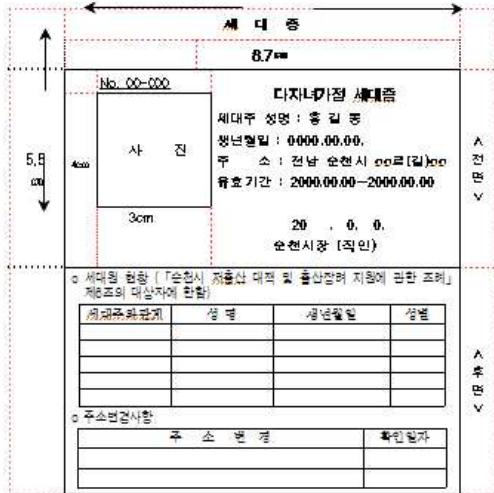 세 대 증
8.7㎝
No. 00-000
다자녀가정 세대증
세대주 성명 : 홍 길 동
생년월일 : 0000.00.00.
사 진
주 소 : 전남 순천시 oo로(길)oo
유효기간 : 2000.00.00~2000.00.00
5.5
㎝
4㎝
3cm
20 . 0. 0.
순천시장 (직인)
<전면>
o 세대원 현황 (「순천시 저출산 대책 및 출산장려 지원에 관한 조례」
제6조의 대상자에 한함)
세대주와관계 성 명 생년월일 성별
<후면>
o 주소변경사항
주 소 변 경 확인일자